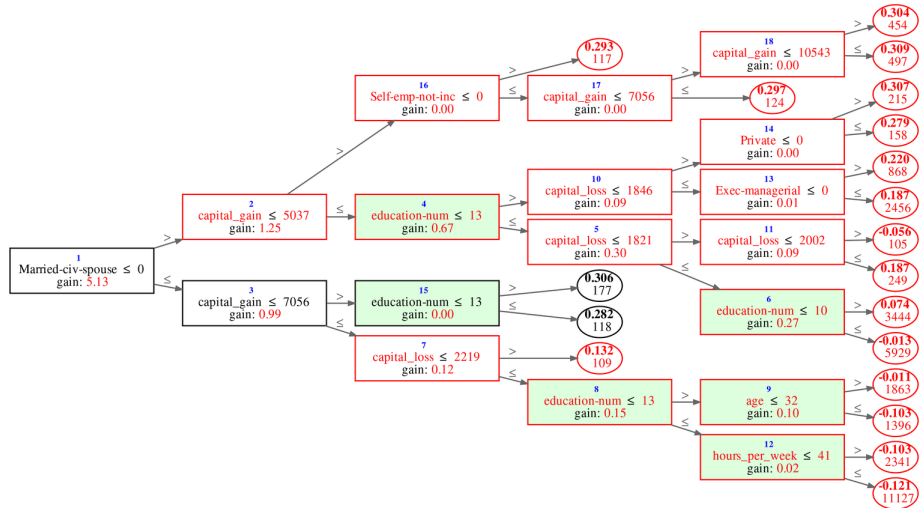 1
Married-civ-spouse ≤ 0
gain: 5.13
>
≤
2
capital_gain ≤ 5037
gain: 1.25
>
≤
3
capital_gain ≤ 7056
gain: 0.99
>
≤
16
Self-emp-not-inc ≤ 0
gain: 0.00
>
≤
4
education-num ≤ 13
gain: 0.67
>
≤
15
education-num ≤ 13
gain: 0.00
>
≤
7
capital_loss ≤ 2219
gain: 0.12
>
≤
0.293
117
17
capital_gain ≤ 7056
gain: 0.00
>
≤
10
capital_loss ≤ 1846
gain: 0.09
>
≤
5
capital_loss ≤ 1821
gain: 0.30
>
≤
0.306
177
0.282
118
0.132
109
8
education-num ≤ 13
gain: 0.15
>
≤
18
capital_gain ≤ 10543
gain: 0.00
>
≤
0.297
124
14
Private ≤ 0
gain: 0.00
>
≤
13
Exec-managerial ≤ 0
gain: 0.01
>
≤
11
capital_loss ≤ 2002
gain: 0.09
>
≤
6
education-num ≤ 10
gain: 0.27
>
≤
9
age ≤ 32
gain: 0.10
>
≤
12
hours_per_week ≤ 41
gain: 0.02
>
≤
0.304
454
0.309
497
0.307
215
0.279
158
0.220
868
0.187
2456
-0.056
105
0.187
249
0.074
3444
-0.013
5929
-0.011
1863
-0.103
1396
-0.103
2341
-0.121
11127